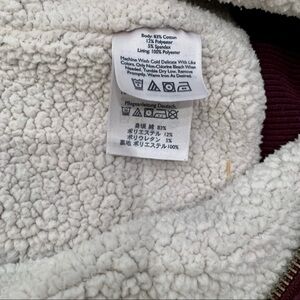 Body: 83% Cotton
12% Polyester
5% Spandex
Lining: 100% Polyester
Machine Wash Cold Delicate With Like
Colors. Only Non-Chlorine Bleach When
Needed. Tumble Dry Low. Remove
Promptly. Warm Iron As Desired.
Pflegeanleitung Deutsch.
身頃 綿 83%
ポリエステル 12%
ポリウレタン 5%
裏地 ポリエステル100%